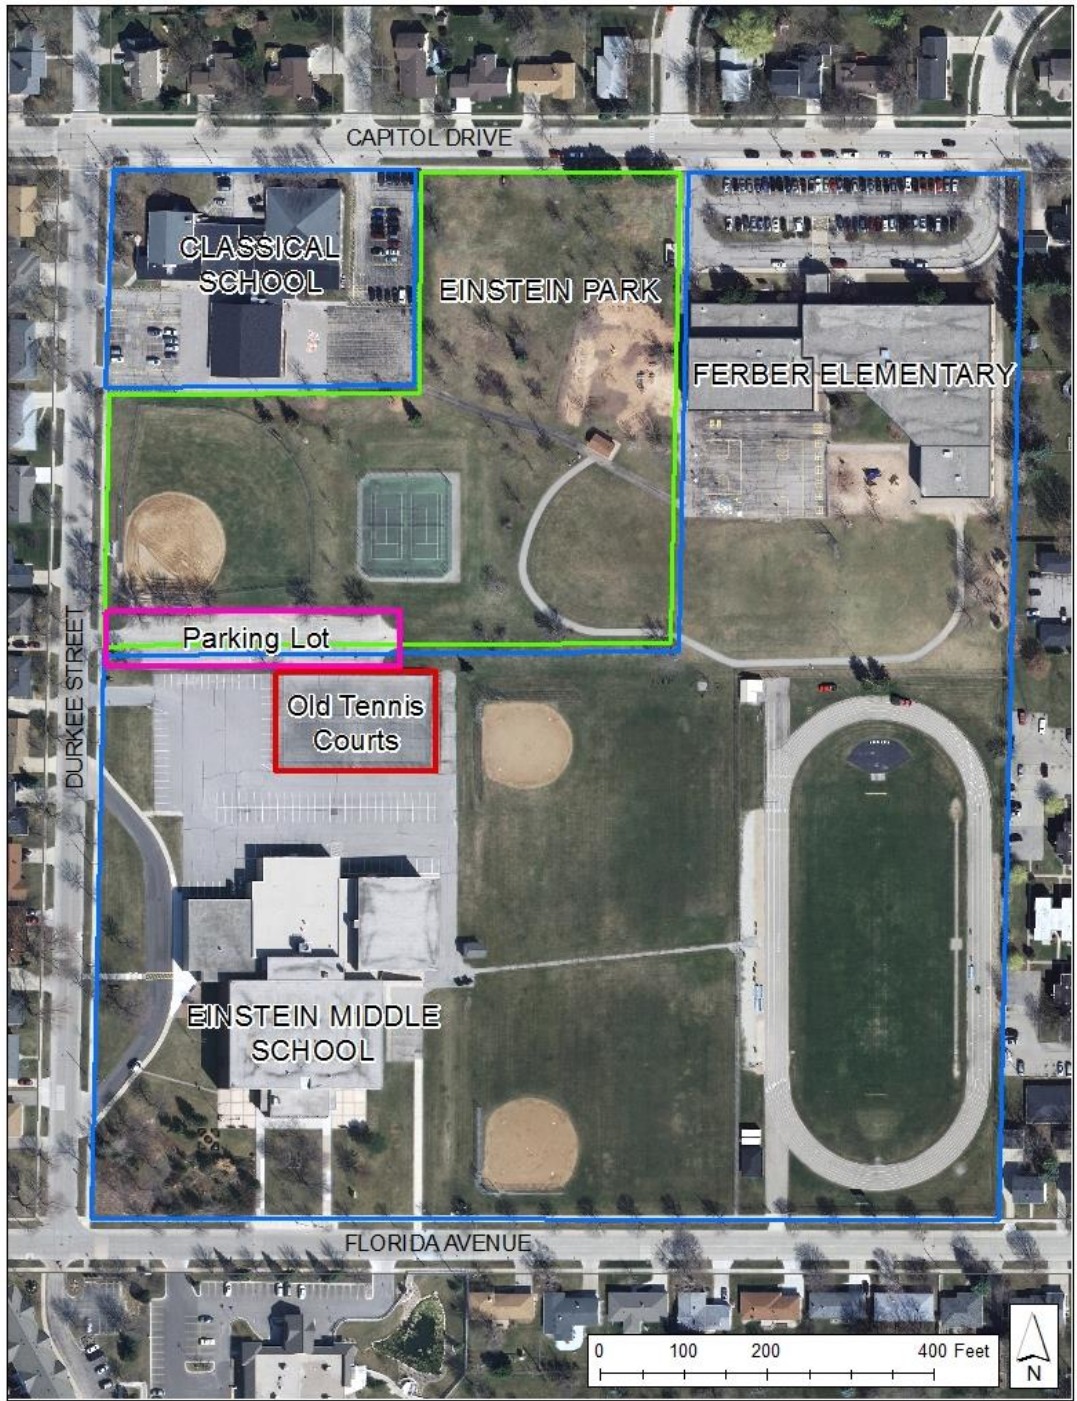 CAPITOL DRIVE
CLASSICAL
SCHOOL
EINSTEIN PARK
FERBER ELEMENTARY
Parking Lot
DURKEE STREET
Old Tennis
Courts
EINSTEIN MIDDLE
SCHOOL
FLORIDA AVENUE
0 100 200 400 Feet
N